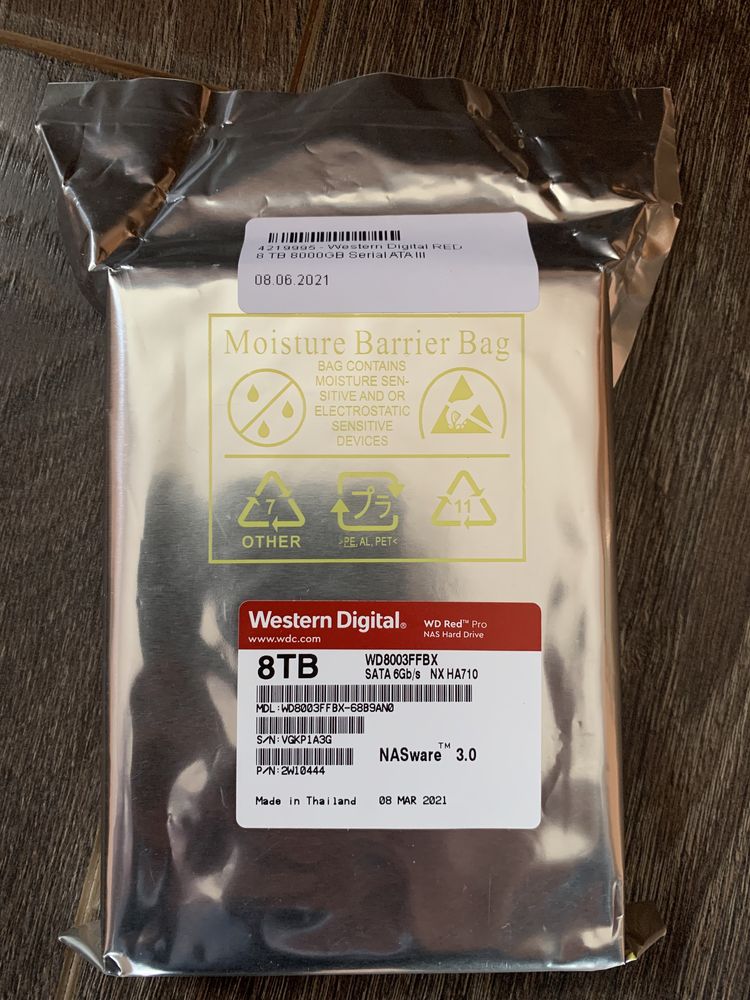 4219995 - Western Digital RED
8 TB 8000GB Serial ATA III
08.06.2021
Moisture Barrier Bag
BAG CONTAINS
MOISTURE SEN-
SITIVE AND OR
ELECTROSTATIC
SENSITIVE
DEVICES
7
プラ
11
OTHER
>PE, AL, PET<
Western Digital®
WD Red™ Pro
www.wdc.com
NAS Hard Drive
8TB
WD8003FFBX
SATA 6Gb/s NX HA710
MDL:WD8003FFBX-68B9AN0
S/N:VGKP1A3G
P/N:2W10444
NASware™ 3.0
Made in Thailand 08 MAR 2021